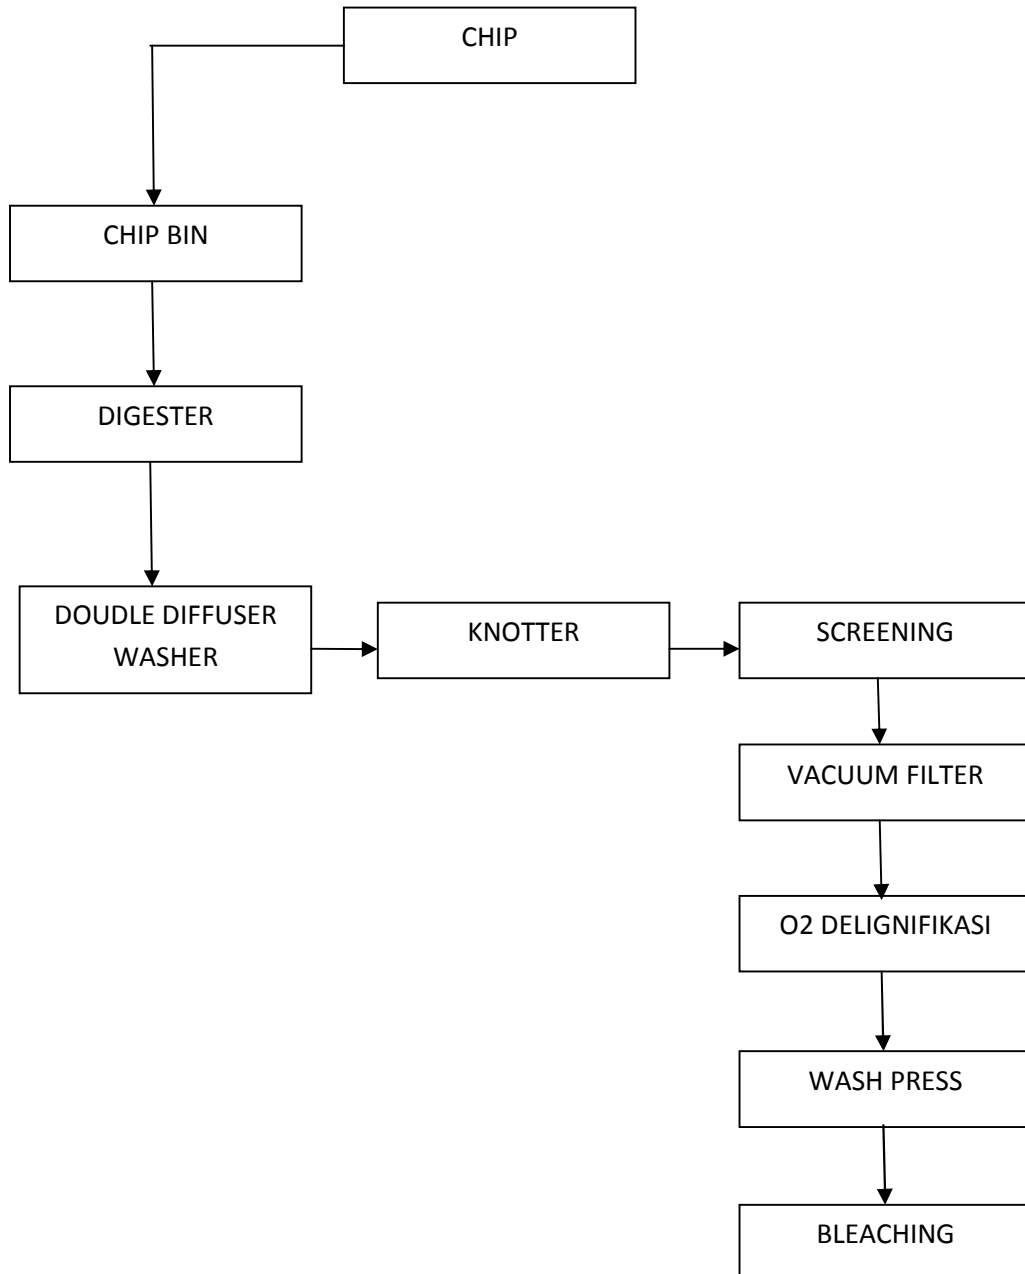 CHIP
CHIP BIN
DIGESTER
DOUDLE DIFFUSER
WASHER
KNOTTER
SCREENING
VACUUM FILTER
O2 DELIGNIFIKASI
WASH PRESS
BLEACHING